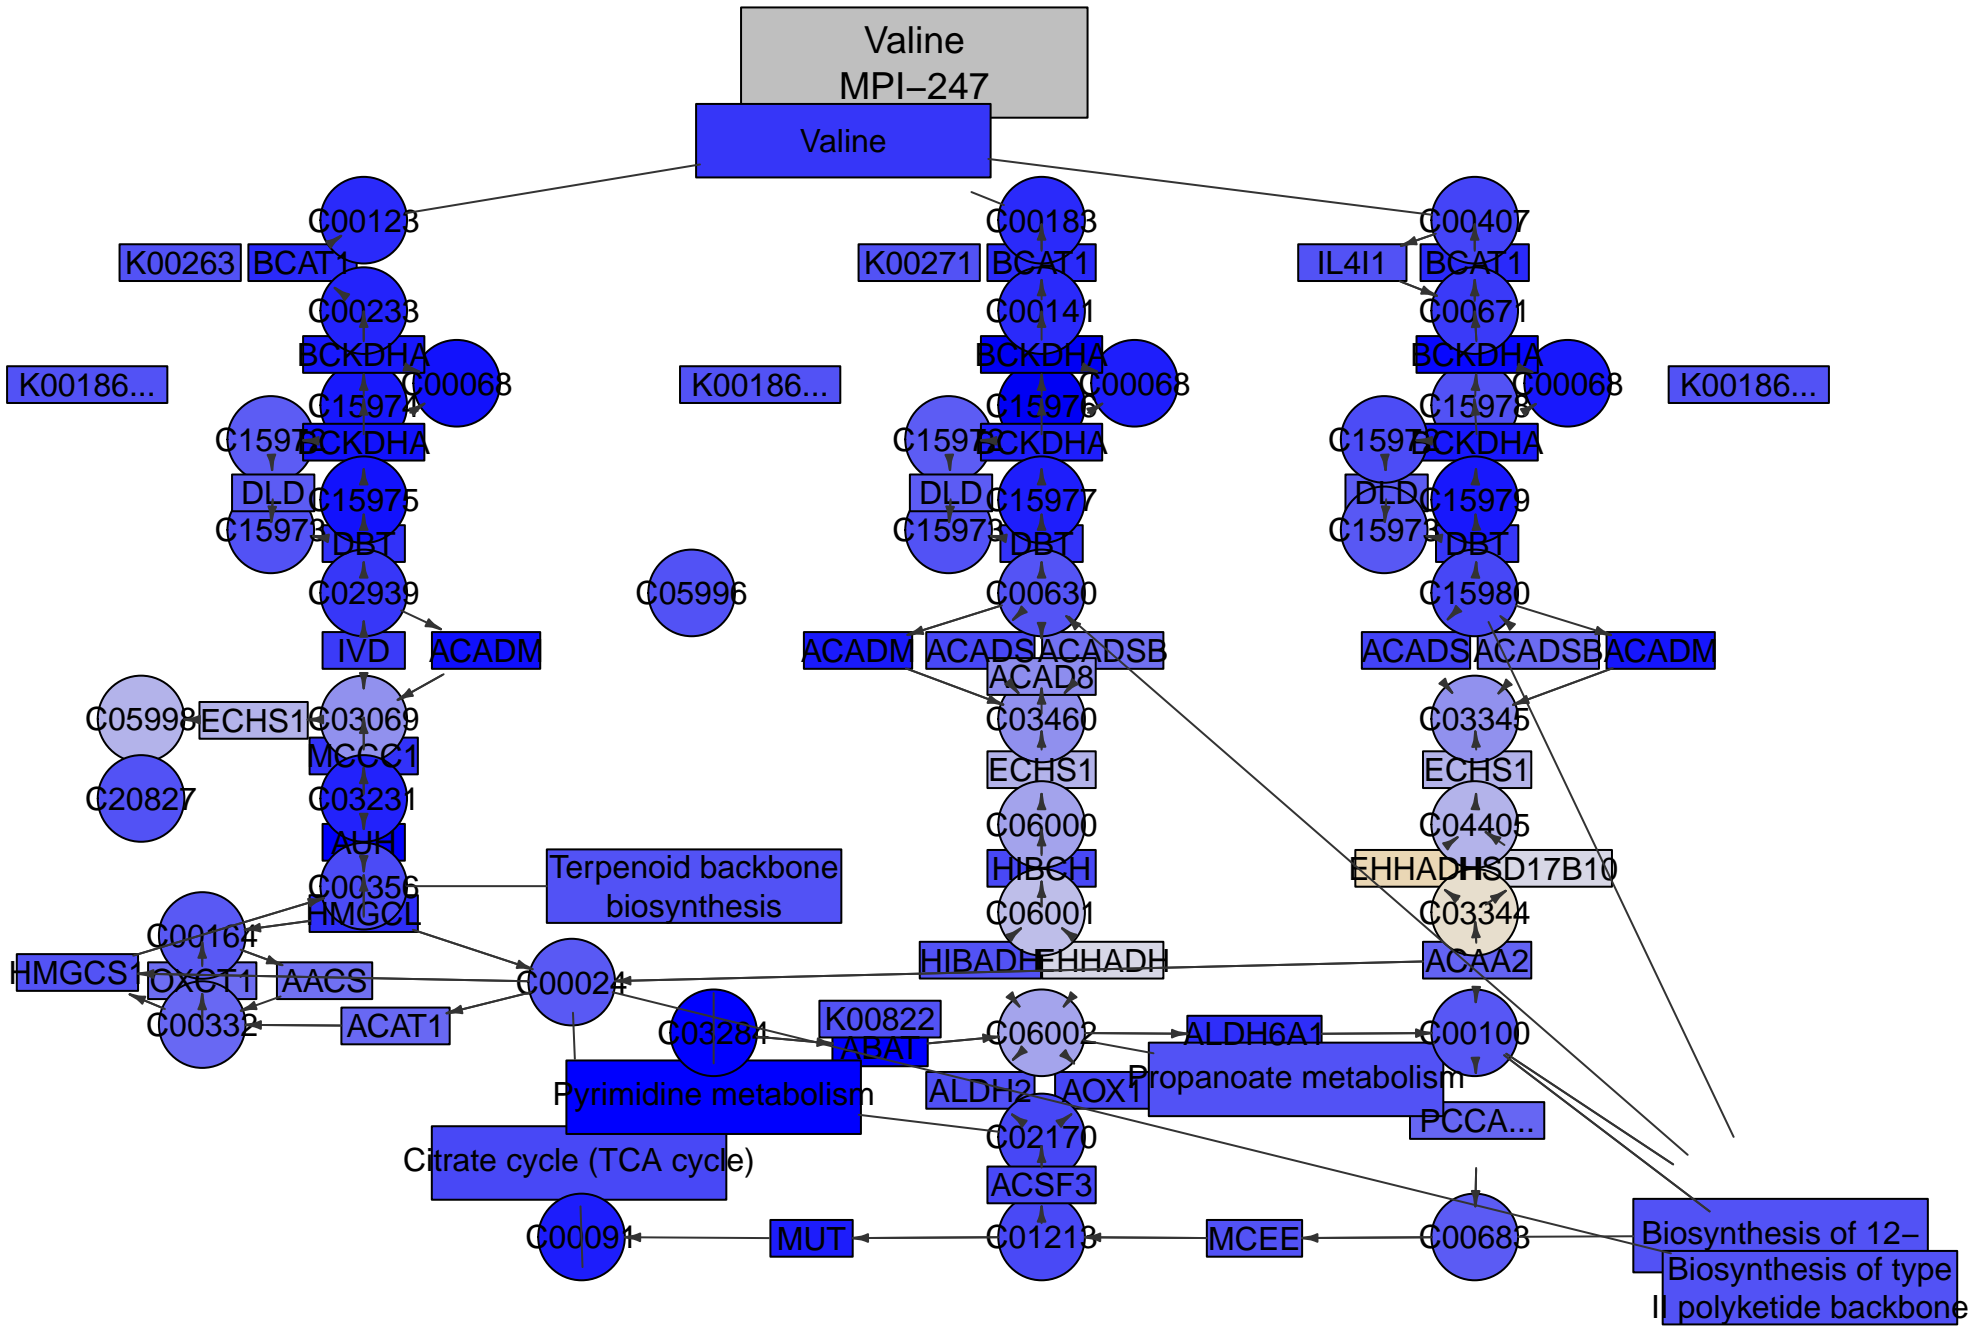 Valine
MPI−247
Valine
C00123
C00183
C00407
K00263
BCAT1
K00271
BCAT1
IL4I1
BCAT1
C00233
C00141
C00671
BCKDHA
BCKDHA
BCKDHA
K00186...
C00068
K00186...
C00068
C00068
K00186...
C15974
C15976
C15978
C15972
BCKDHA
C15972
BCKDHA
C15972
BCKDHA
DLD
C15975
DLD
C15977
DLD
C15979
C15973
DBT
C15973
DBT
C15973
DBT
C02939
C05996
C00630
C15980
IVD
ACADM
ACADM
ACADS
ACADSB
ACADS
ACADSB
ACADM
ACAD8
C05998
ECHS1
C03069
C03460
C03345
MCCC1
ECHS1
ECHS1
C20827
C03231
C06000
C04405
AUH
Terpenoid backbone
biosynthesis
HIBCH
EHHADH
HSD17B10
C00356
HMGCL
C06001
C03344
C00164
HIBADH
EHHADH
ACAA2
HMGCS1
OXCT1
AACS
C00024
C00332
ACAT1
C03284
K00822
ABAT
C06002
ALDH6A1
C00100
Pyrimidine metabolism
ALDH2
AOX1
Propanoate metabolism
PCCA...
C02170
Citrate cycle (TCA cycle)
ACSF3
C00091
MUT
C01213
MCEE
C00683
Biosynthesis of 12−
Biosynthesis of type
II polyketide backbone